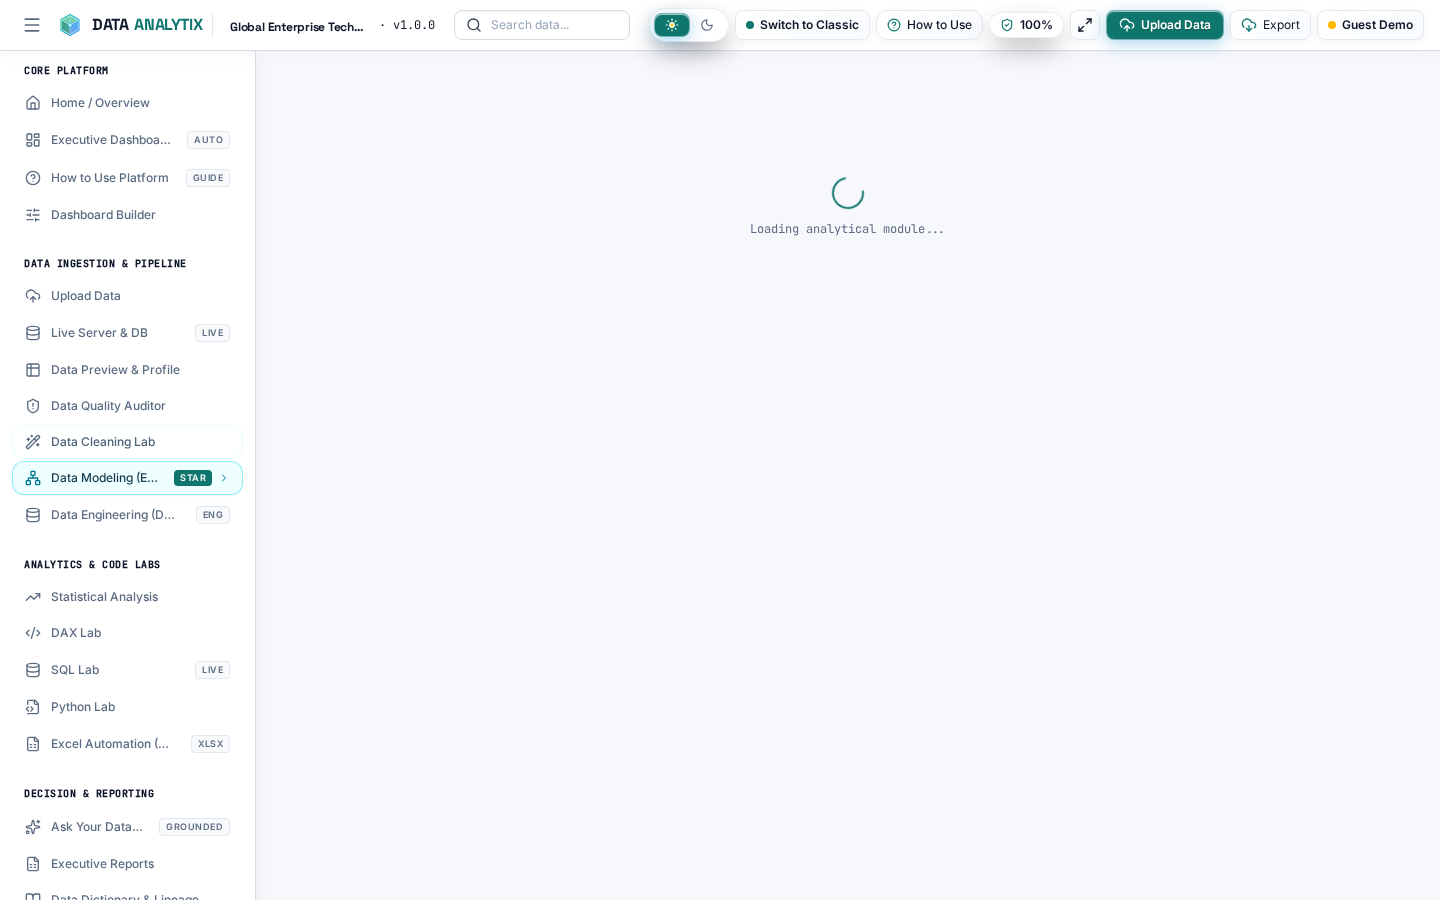 DATA ANALYTIX
Global Enterprise Tech...
· v1.0.0
Search data...
Switch to Classic
How to Use
100%
Upload Data
Export
Guest Demo
CORE PLATFORM
Home / Overview
Executive Dashboa... AUTO
How to Use Platform GUIDE
Dashboard Builder
DATA INGESTION & PIPELINE
Upload Data
Live Server & DB LIVE
Data Preview & Profile
Data Quality Auditor
Data Cleaning Lab
Data Modeling (E... STAR
Data Engineering (D... ENG
ANALYTICS & CODE LABS
Statistical Analysis
DAX Lab
SQL Lab LIVE
Python Lab
Excel Automation (... XLSX
DECISION & REPORTING
Ask Your Data... GROUNDED
Executive Reports
Data Dictionary & Lineage
Loading analytical module...